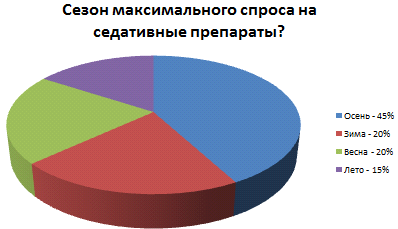 Сезон максимального спроса на
седативные препараты?
Осень - 45%
Зима - 20%
Весна - 20%
Лето - 15%